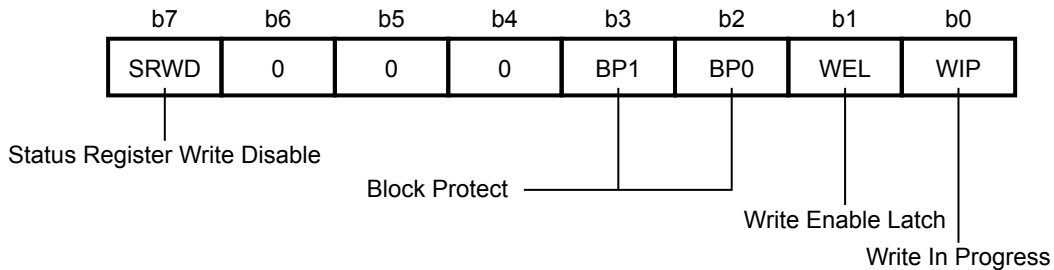 b7 b6 b5 b4 b3 b2 b1 b0
SRWD 0 0 0 BP1 BP0 WEL WIP
Status Register Write Disable
Block Protect
Write Enable Latch
Write In Progress